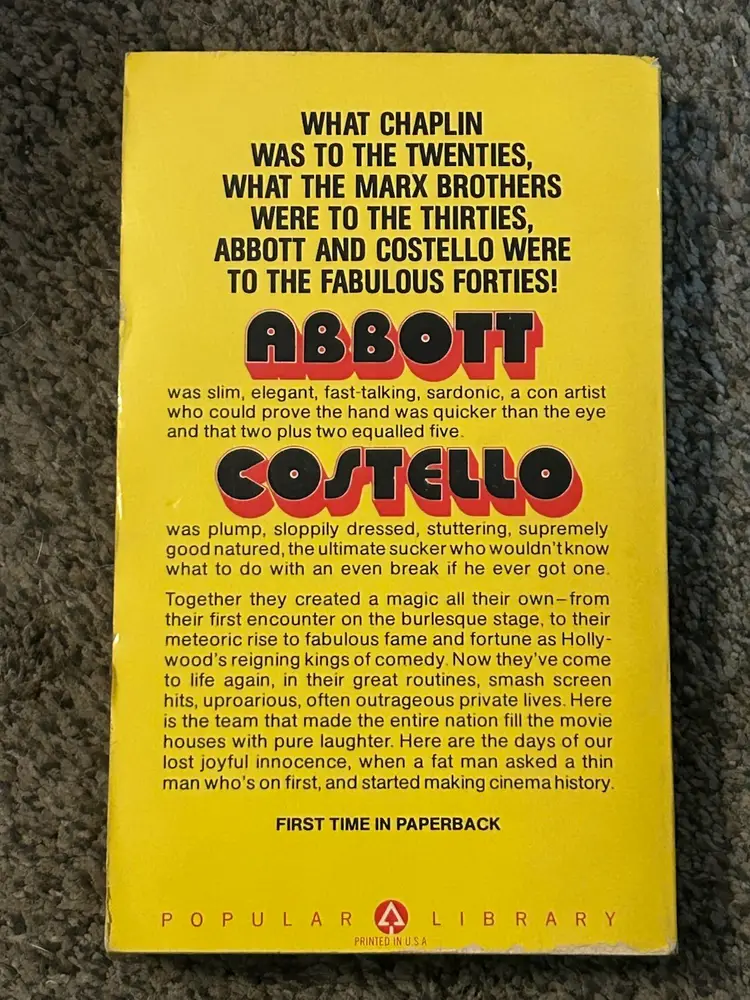 WHAT CHAPLIN
WAS TO THE TWENTIES,
WHAT THE MARX BROTHERS
WERE TO THE THIRTIES,
ABBOTT AND COSTELLO WERE
TO THE FABULOUS FORTIES!
ABBOTT
was slim, elegant, fast-talking, sardonic, a con artist
who could prove the hand was quicker than the eye
and that two plus two equalled five.
COSTELLO
was plump, sloppily dressed, stuttering, supremely
good natured, the ultimate sucker who wouldn't know
what to do with an even break if he ever got one.
Together they created a magic all their own–from
their first encounter on the burlesque stage, to their
meteoric rise to fabulous fame and fortune as Holly-
wood's reigning kings of comedy. Now they've come
to life again, in their great routines, smash screen
hits, uproarious, often outrageous private lives. Here
is the team that made the entire nation fill the movie
houses with pure laughter. Here are the days of our
lost joyful innocence, when a fat man asked a thin
man who's on first, and started making cinema history.
FIRST TIME IN PAPERBACK
POPULAR LIBRARY
PRINTED IN U.S.A